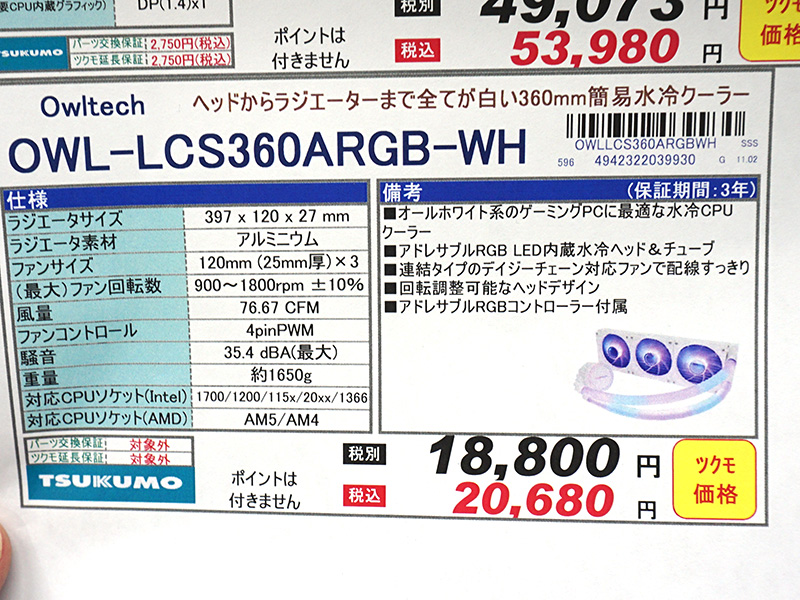 要CPU内蔵グラフィック) DP(1.4)x1
税別 49,073 円
税込 53,980 円
ツクモ
価格
TSUKUMO
パーツ交換保証 2,750円(税込)
ツクモ延長保証 2,750円(税込)
ポイントは
付きません
Owltech ヘッドからラジエーターまで全てが白い360mm簡易水冷クーラー
OWL-LCS360ARGB-WH
OWLLCS360ARGBWH SSS
596 4942322039930 G 11.02
仕様
ラジエータサイズ 397 x 120 x 27 mm
ラジエータ素材 アルミニウム
ファンサイズ 120mm (25mm厚)×3
(最大)ファン回転数 900〜1800rpm ±10%
風量 76.67 CFM
ファンコントロール 4pinPWM
騒音 35.4 dBA(最大)
重量 約1650g
対応CPUソケット(Intel) 1700/1200/115x/20xx/1366
対応CPUソケット(AMD) AM5/AM4
備考 (保証期間:3年)
■オールホワイト系のゲーミングPCに最適な水冷CPU
クーラー
■アドレサブルRGB LED内蔵水冷ヘッド＆チューブ
■連結タイプのデイジーチェーン対応ファンで配線すっきり
■回転調整可能なヘッドデザイン
■アドレサブルRGBコントローラー付属
パーツ交換保証 対象外
ツクモ延長保証 対象外
TSUKUMO
ポイントは
付きません
税別 18,800 円
税込 20,680 円
ツクモ
価格